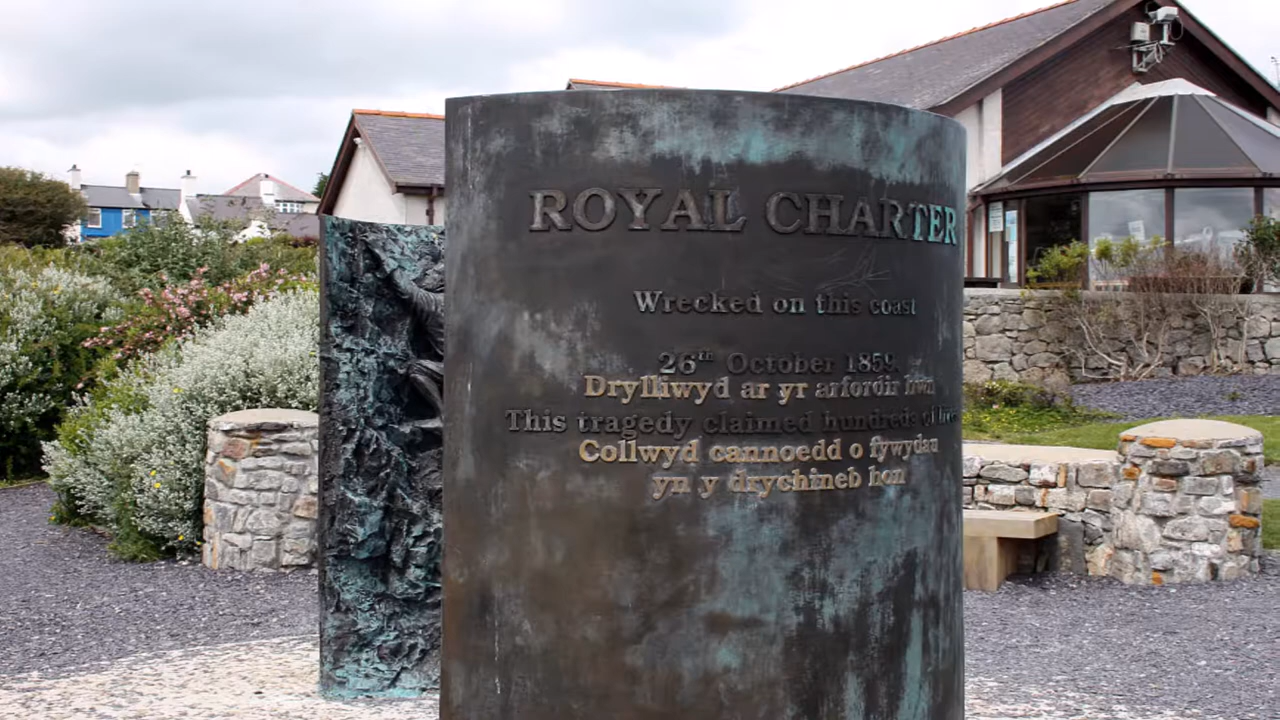 ROYAL CHARTER
Wrecked on this coast
26th October 1859
Drylliwyd ar yr arfordir hwn
This tragedy claimed hundreds of
Collwyd cannoedd o fywydau
yn y drychineb hon